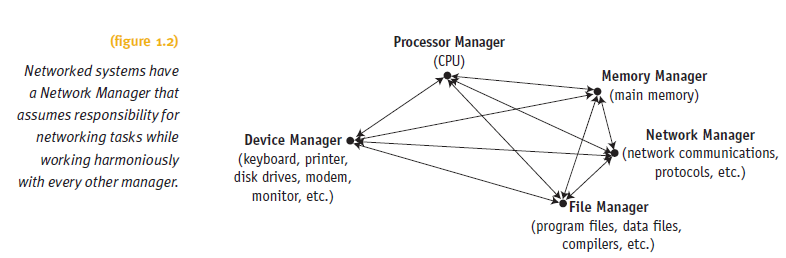 (figure 1.2)
Networked systems have
a Network Manager that
assumes responsibility for
networking tasks while
working harmoniously
with every other manager.
Processor Manager
(CPU)
Memory Manager
(main memory)
Device Manager
(keyboard, printer,
disk drives, modem,
monitor, etc.)
Network Manager
(network communications,
protocols, etc.)
File Manager
(program files, data files,
compilers, etc.)